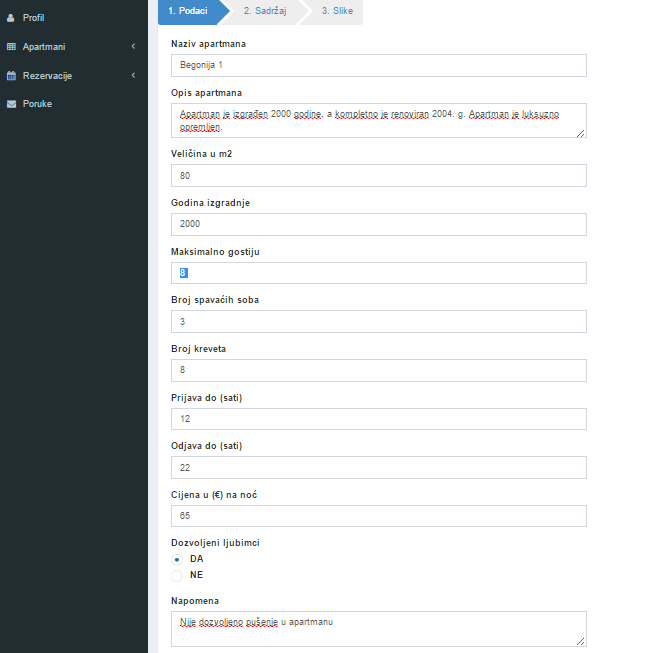 Profil
Apartmani
Rezervacije
Poruke
1. Podaci
2. Sadržaj
3. Slike
Naziv apartmana
Begonija 1
Opis apartmana
Apartman je izgrađen 2000 godine, a kompletno je renoviran 2004. g. Apartman je luksuzno
opremljen.
Veličina u m2
80
Godina izgradnje
2000
Maksimalno gostiju
8
Broj spavaćih soba
3
Broj kreveta
8
Prijava do (sati)
12
Odjava do (sati)
22
Cijena u (€) na noć
65
Dozvoljeni ljubimci
DA
NE
Napomena
Nije dozvoljeno pušenje u apartmanu